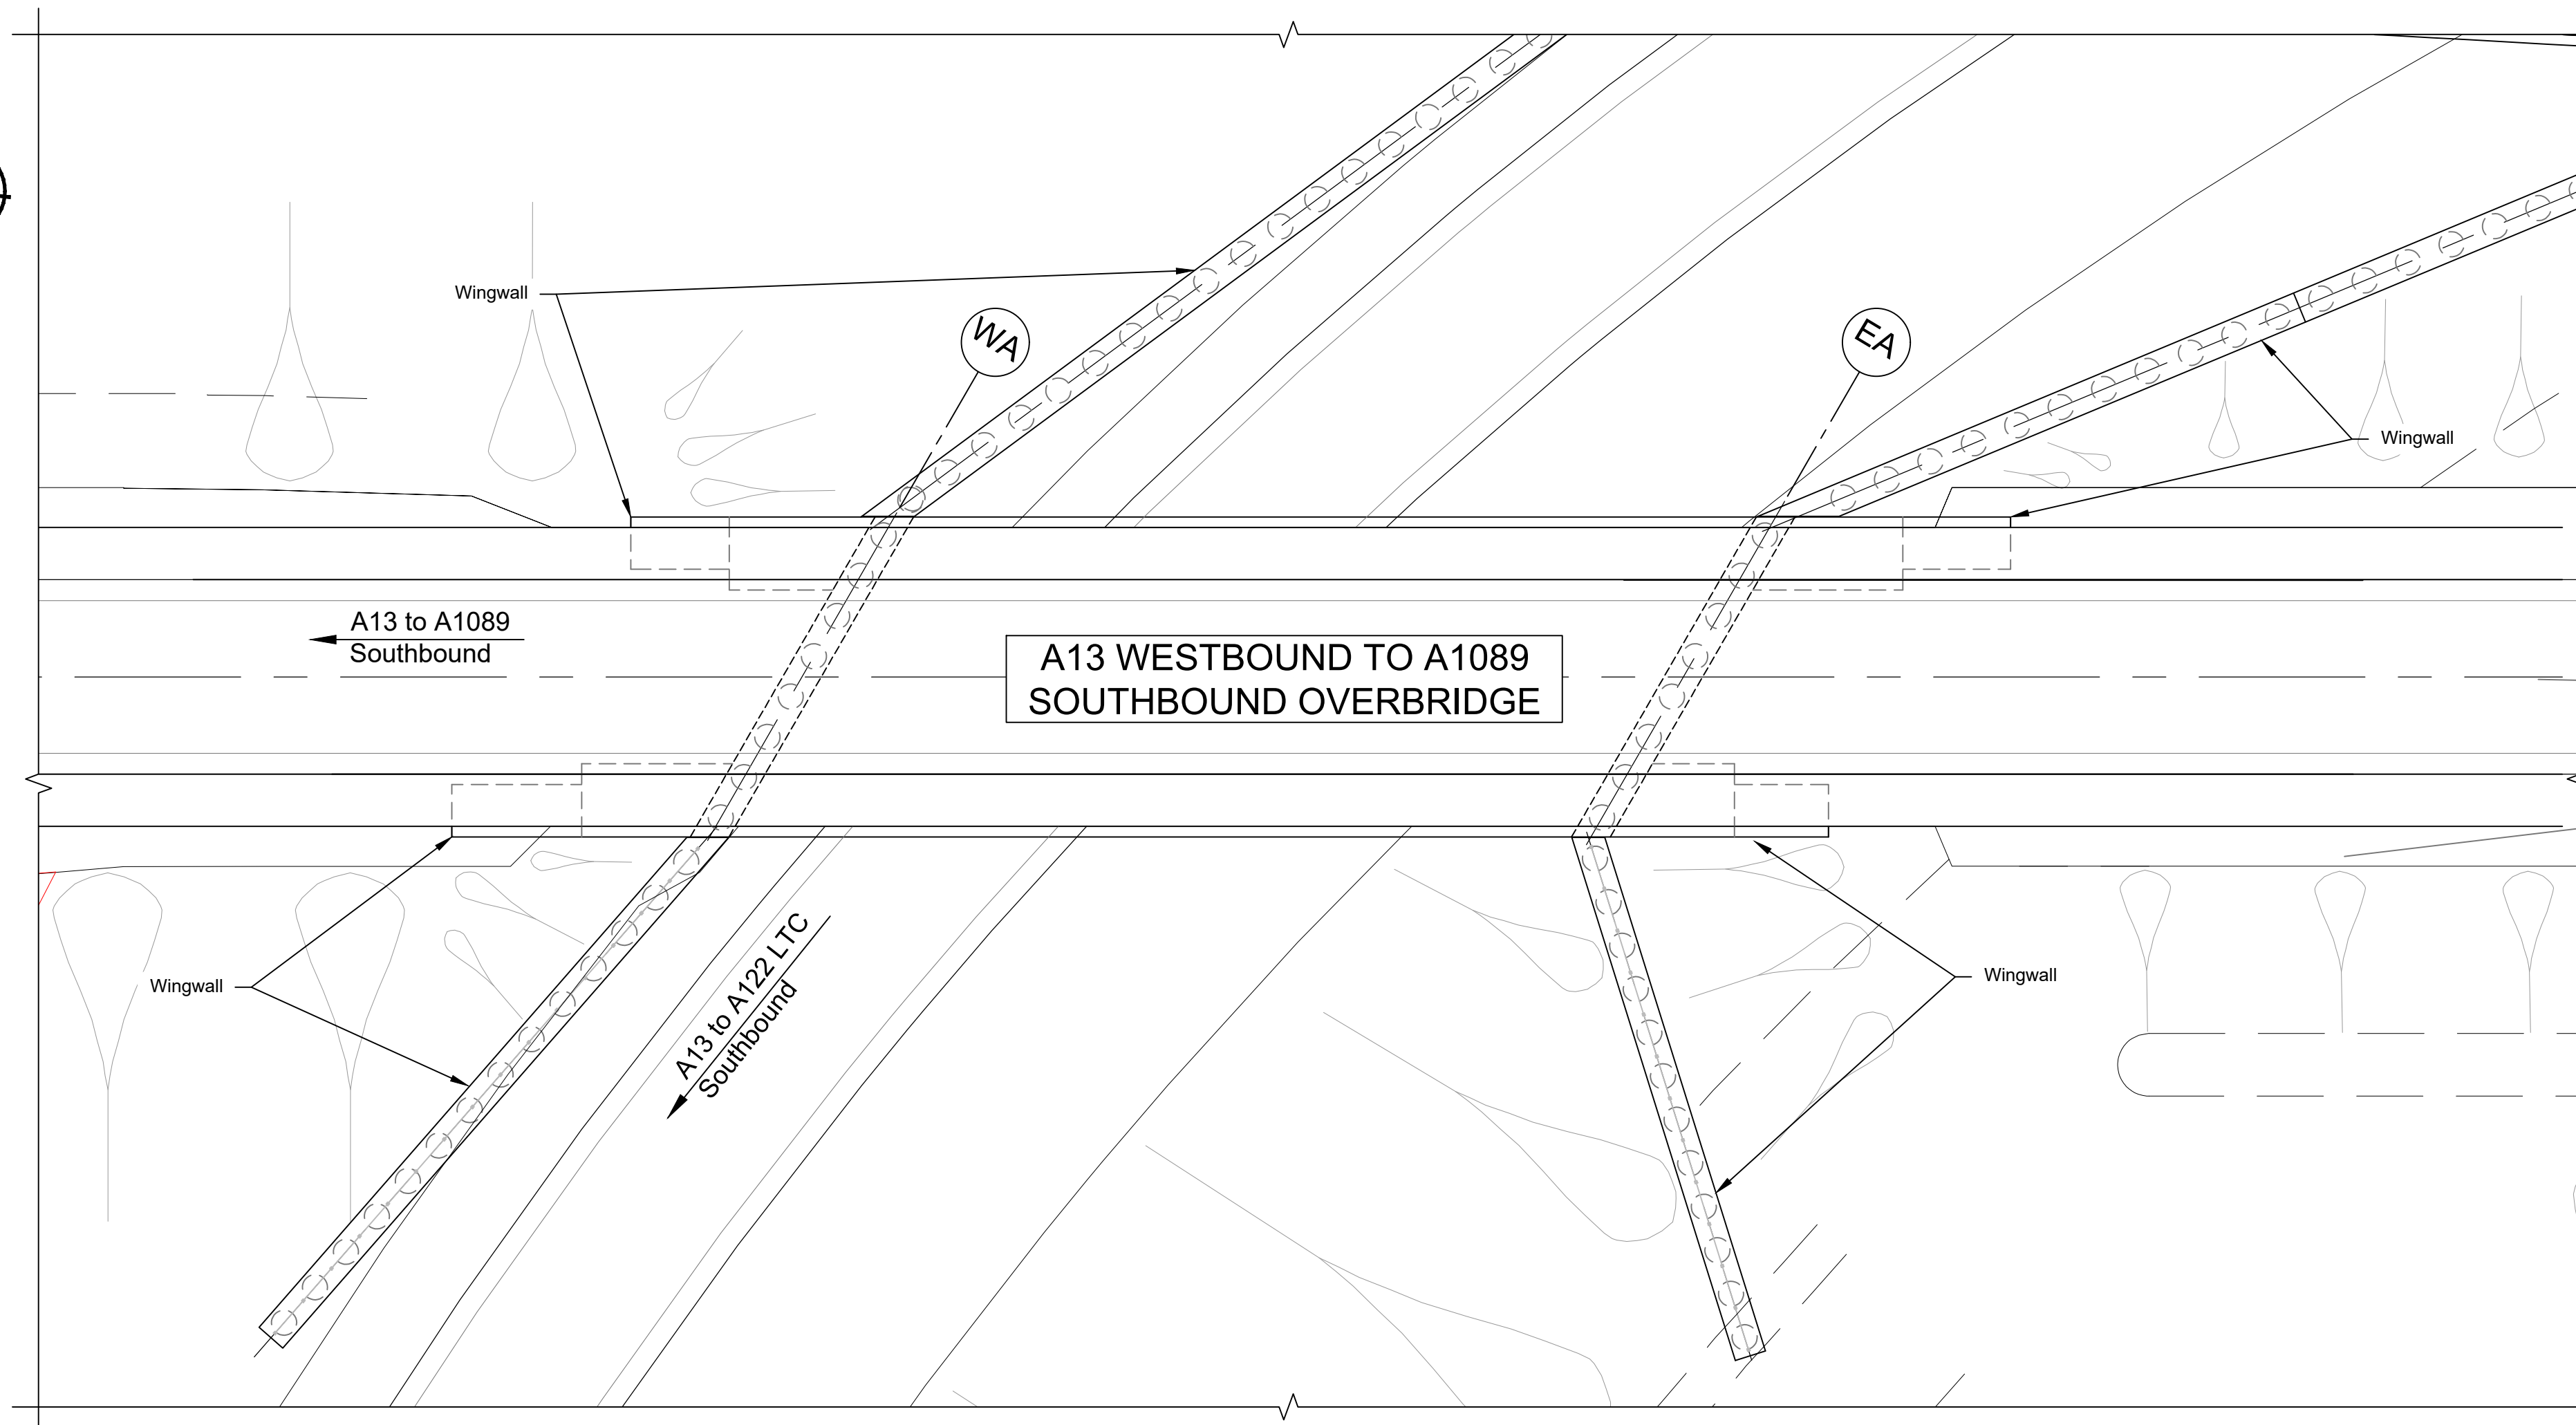 Wingwall
WA
EA
Wingwall
A13 to A1089
Southbound
A13 WESTBOUND TO A1089
SOUTHBOUND OVERBRIDGE
Wingwall
A13 to A122 LTC
Southbound
Wingwall